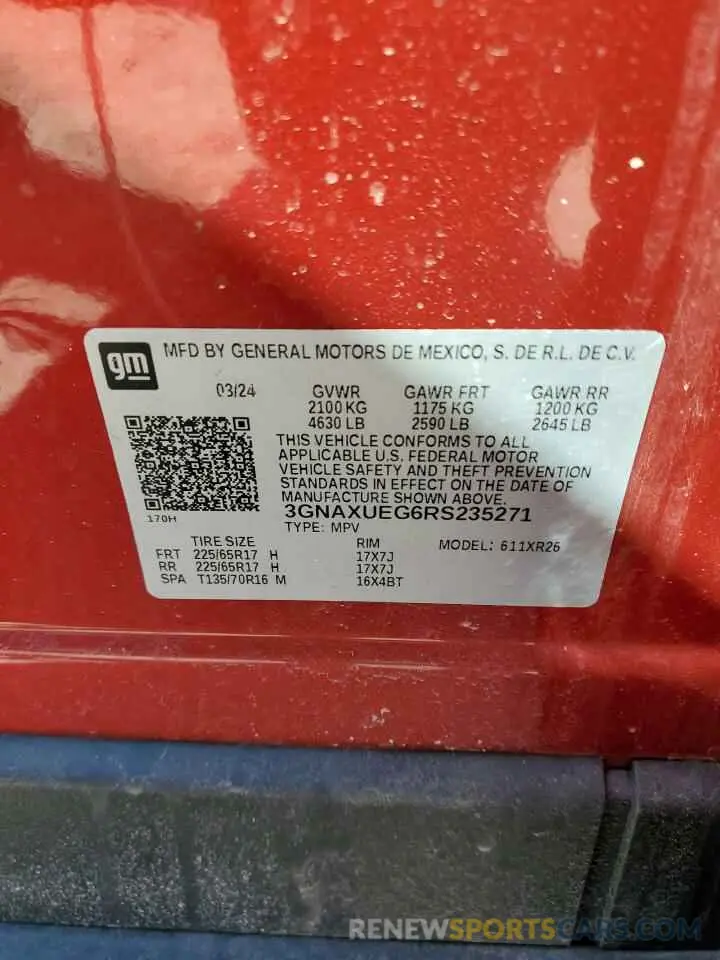 gm MFD BY GENERAL MOTORS DE MEXICO, S. DE R.L. DE C.V.
03/24 GVWR GAWR FRT GAWR RR
2100 KG 1175 KG 1200 KG
4630 LB 2590 LB 2645 LB
THIS VEHICLE CONFORMS TO ALL
APPLICABLE U.S. FEDERAL MOTOR
VEHICLE SAFETY AND THEFT PREVENTION
STANDARDS IN EFFECT ON THE DATE OF
MANUFACTURE SHOWN ABOVE.
3GNAXUEG6RS235271
170H
TYPE: MPV
TIRE SIZE RIM MODEL: 611XR26
FRT 225/65R17 H 17X7J
RR 225/65R17 H 17X7J
SPA T135/70R16 M 16X4BT
RENEWSPORTSCARS.COM